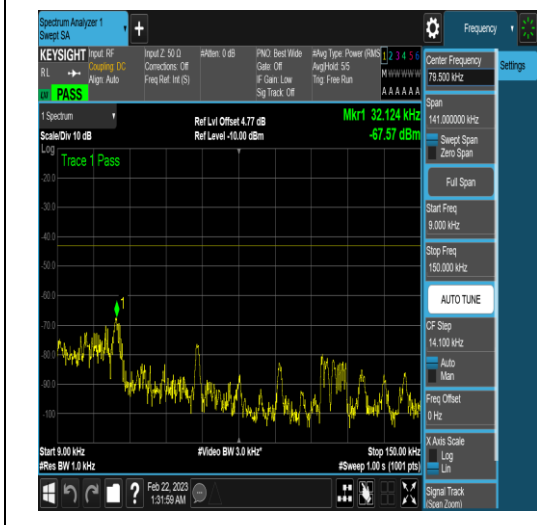 Spectrum Analyzer 1
Swept SA
+
Frequency
KEYSIGHT
RL
PASS
Input: RF
Coupling: DC
Align: Auto
Input Z: 50 Ω
Corrections: Off
Freq Ref: Int (S)
#Atten: 0 dB
PNO: Best Wide
Gate: Off
IF Gain: Low
Sig Track: Off
#Avg Type: Power (RMS
Avg|Hold: 5/5
Trig: Free Run
1 2 3 4 5 6
M W W W W W
A A A A A A
Settings
Center Frequency
79.500 kHz
Span
141.000000 kHz
Swept Span
Zero Span
Full Span
Start Freq
9.000 kHz
Stop Freq
150.000 kHz
AUTO TUNE
CF Step
14.100 kHz
Auto
Man
Freq Offset
0 Hz
X Axis Scale
Log
Lin
Signal Track
(Span Zoom)
1 Spectrum
Scale/Div 10 dB
Ref Lvl Offset 4.77 dB
Ref Level -10.00 dBm
Mkr1 32.124 kHz
-67.57 dBm
Log
Trace 1 Pass
-20.0
-30.0
-40.0
-50.0
-60.0
-70.0
-80.0
-90.0
-100
1
Start 9.00 kHz
#Res BW 1.0 kHz
#Video BW 3.0 kHz*
Stop 150.00 kHz
#Sweep 1.00 s (1001 pts)
?
Feb 22, 2023
1:31:59 AM